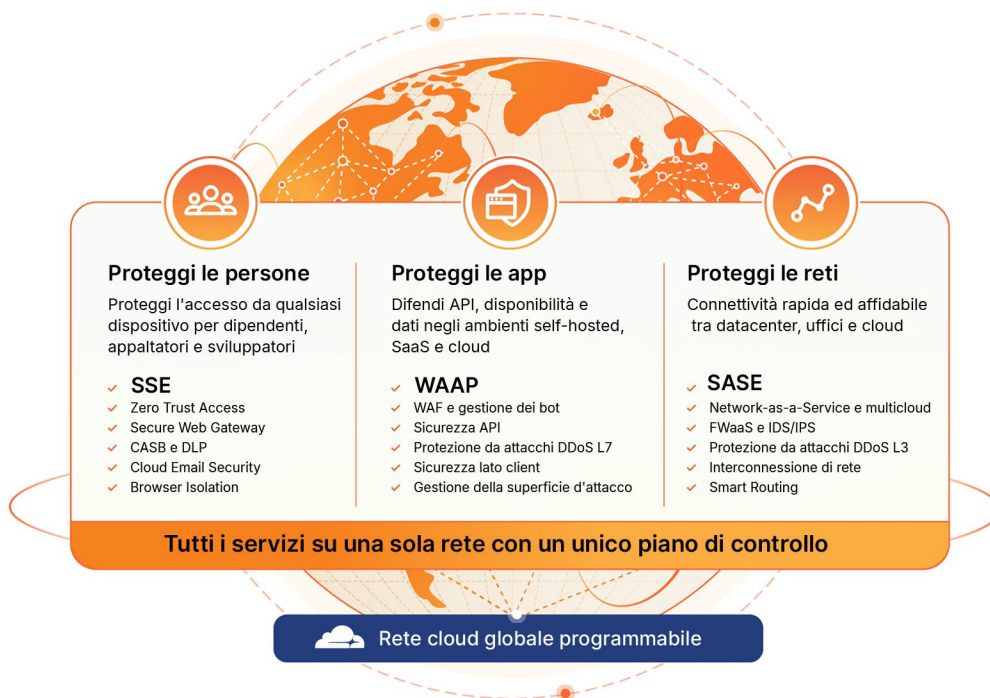 Proteggi le persone
Proteggi l'accesso da qualsiasi
dispositivo per dipendenti,
appaltatori e sviluppatori
SSE
Zero Trust Access
Secure Web Gateway
CASB e DLP
Cloud Email Security
Browser Isolation
Proteggi le app
Difendi API, disponibilità e
dati negli ambienti self-hosted,
SaaS e cloud
WAAP
WAF e gestione dei bot
Sicurezza API
Protezione da attacchi DDoS L7
Sicurezza lato client
Gestione della superficie d'attacco
Proteggi le reti
Connettività rapida ed affidabile
tra datacenter, uffici e cloud
SASE
Network-as-a-Service e multicloud
FWaaS e IDS/IPS
Protezione da attacchi DDoS L3
Interconnessione di rete
Smart Routing
Tutti i servizi su una sola rete con un unico piano di controllo
Rete cloud globale programmabile